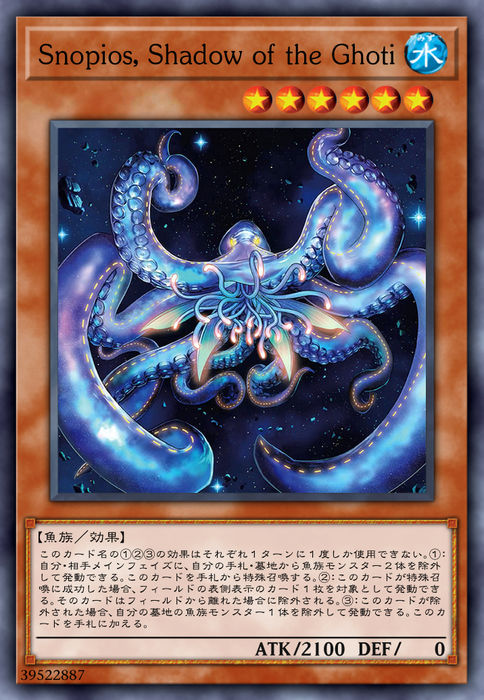 Snopios, Shadow of the Ghoti
みず
水
【魚族/効果】
このカード名の①②③の効果はそれぞれ1ターンに1度しか使用できない。①:
自分・相手メインフェイズに、自分の手札・墓地から魚族モンスター2体を除外
して発動できる。このカードを手札から特殊召喚する。②:このカードが特殊召
喚に成功した場合、フィールドの表側表示のカード1枚を対象として発動でき
る。そのカードはフィールドから離れた場合に除外される。③:このカードが除
外された場合、自分の墓地の魚族モンスター1体を除外して発動できる。このカ
ードを手札に加える。
ATK/2100 DEF/ 0
39522887